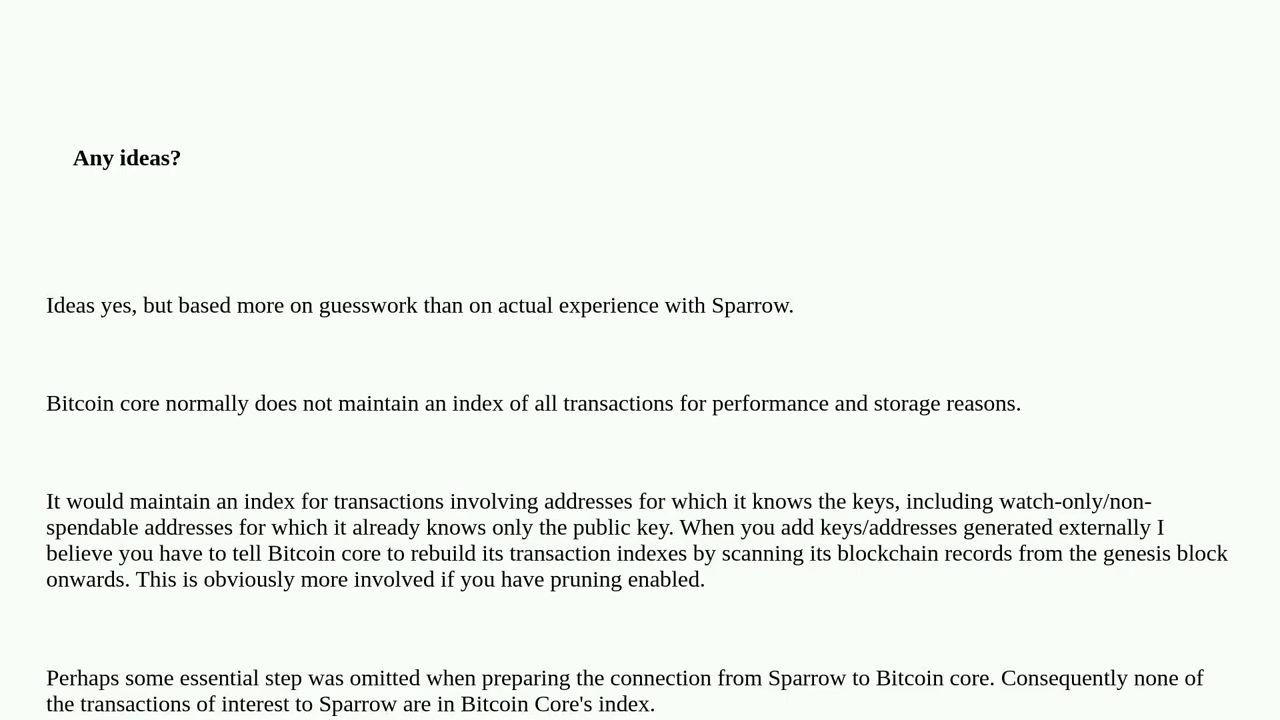 Any ideas?
Ideas yes, but based more on guesswork than on actual experience with Sparrow.
Bitcoin core normally does not maintain an index of all transactions for performance and storage reasons.
It would maintain an index for transactions involving addresses for which it knows the keys, including watch-only/non-
spendable addresses for which it already knows only the public key. When you add keys/addresses generated externally I
believe you have to tell Bitcoin core to rebuild its transaction indexes by scanning its blockchain records from the genesis block
onwards. This is obviously more involved if you have pruning enabled.
Perhaps some essential step was omitted when preparing the connection from Sparrow to Bitcoin core. Consequently none of
the transactions of interest to Sparrow are in Bitcoin Core's index.